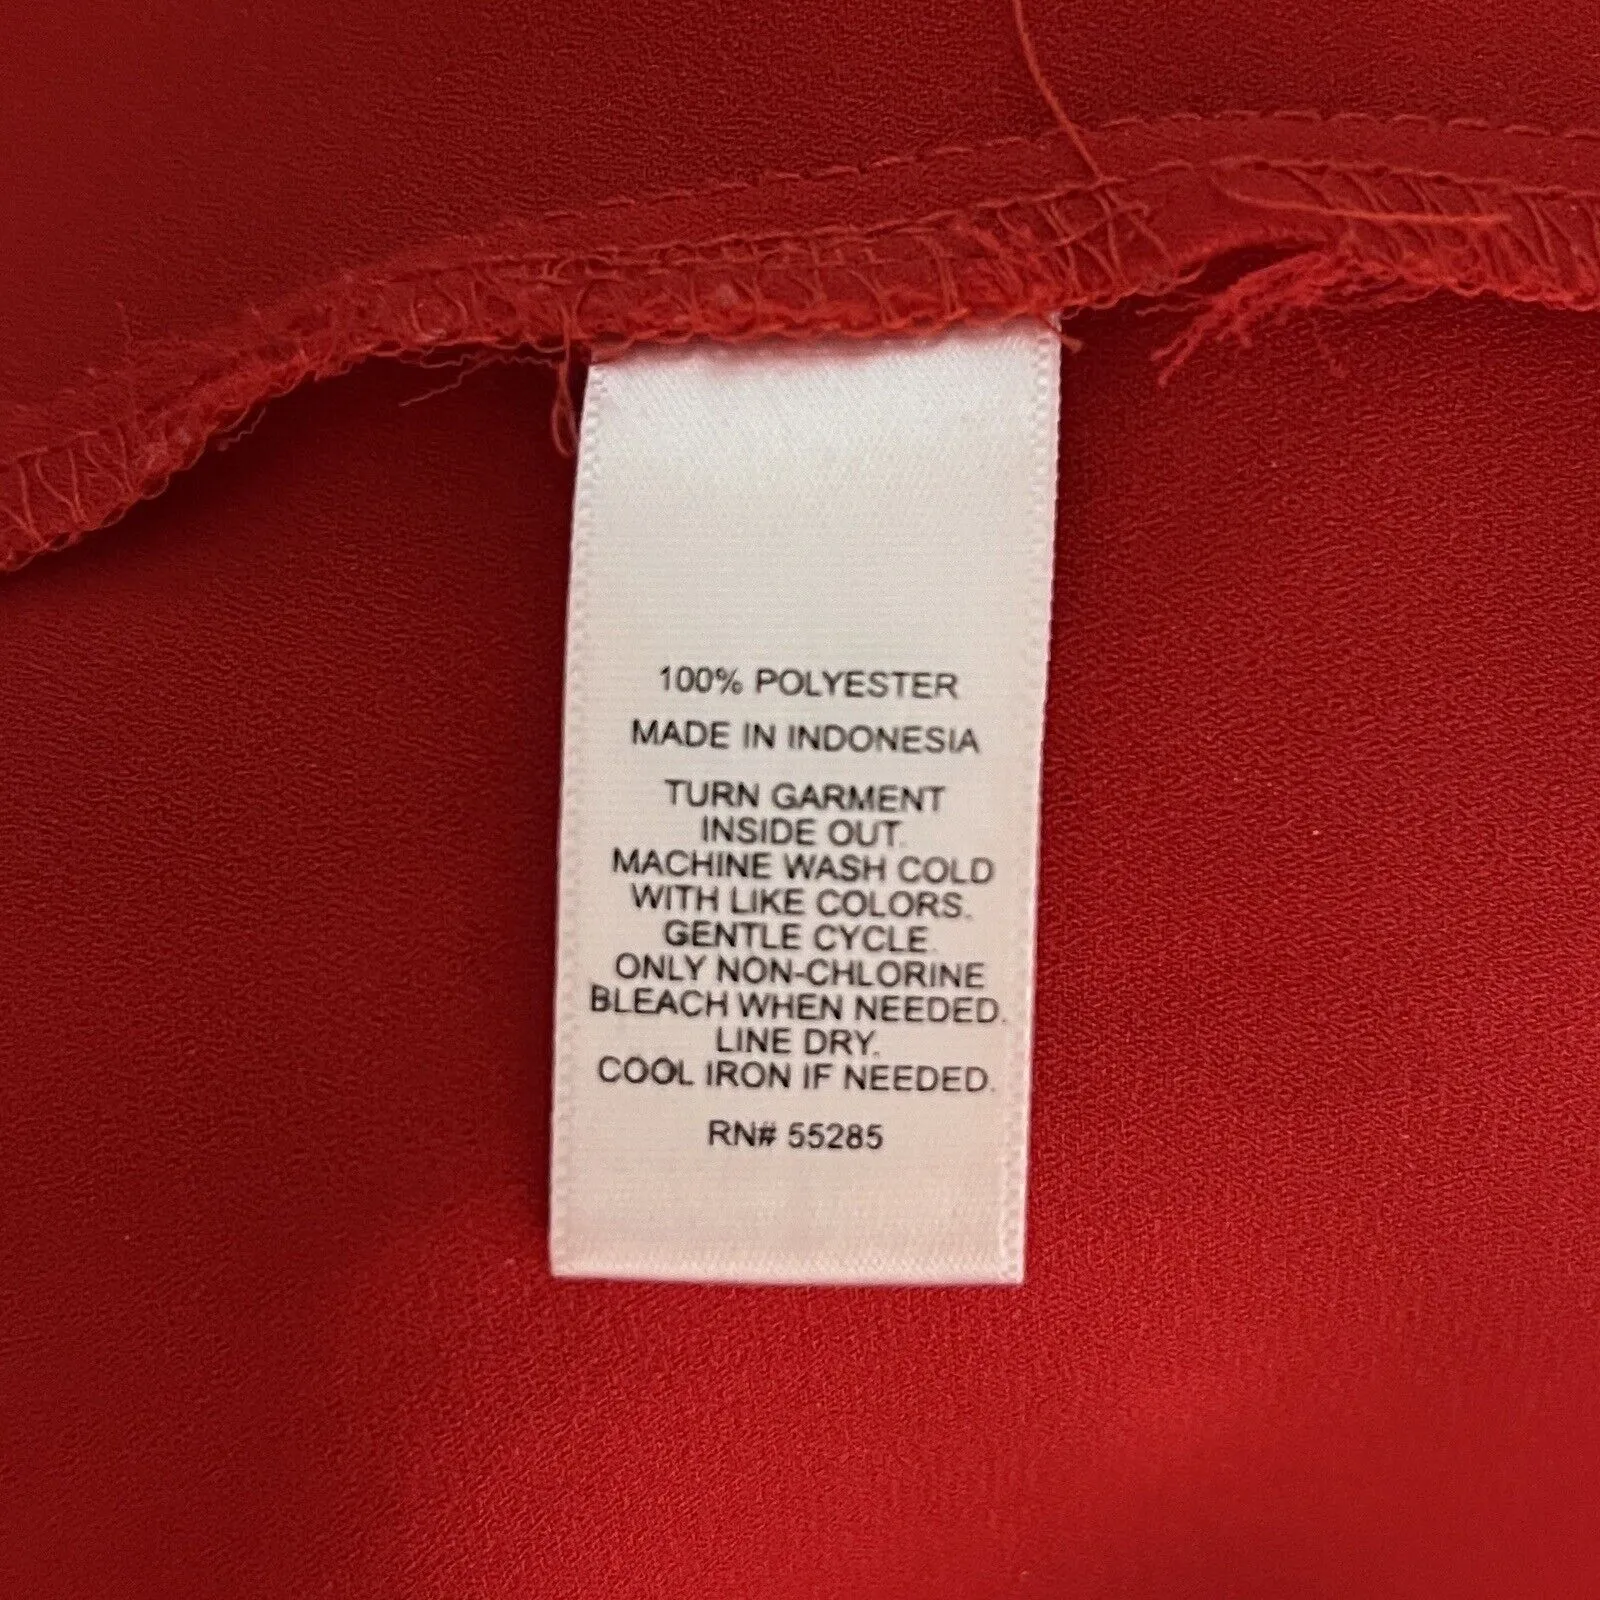 100% POLYESTER
MADE IN INDONESIA
TURN GARMENT
INSIDE OUT.
MACHINE WASH COLD
WITH LIKE COLORS.
GENTLE CYCLE.
ONLY NON-CHLORINE
BLEACH WHEN NEEDED.
LINE DRY.
COOL IRON IF NEEDED.
RN# 55285